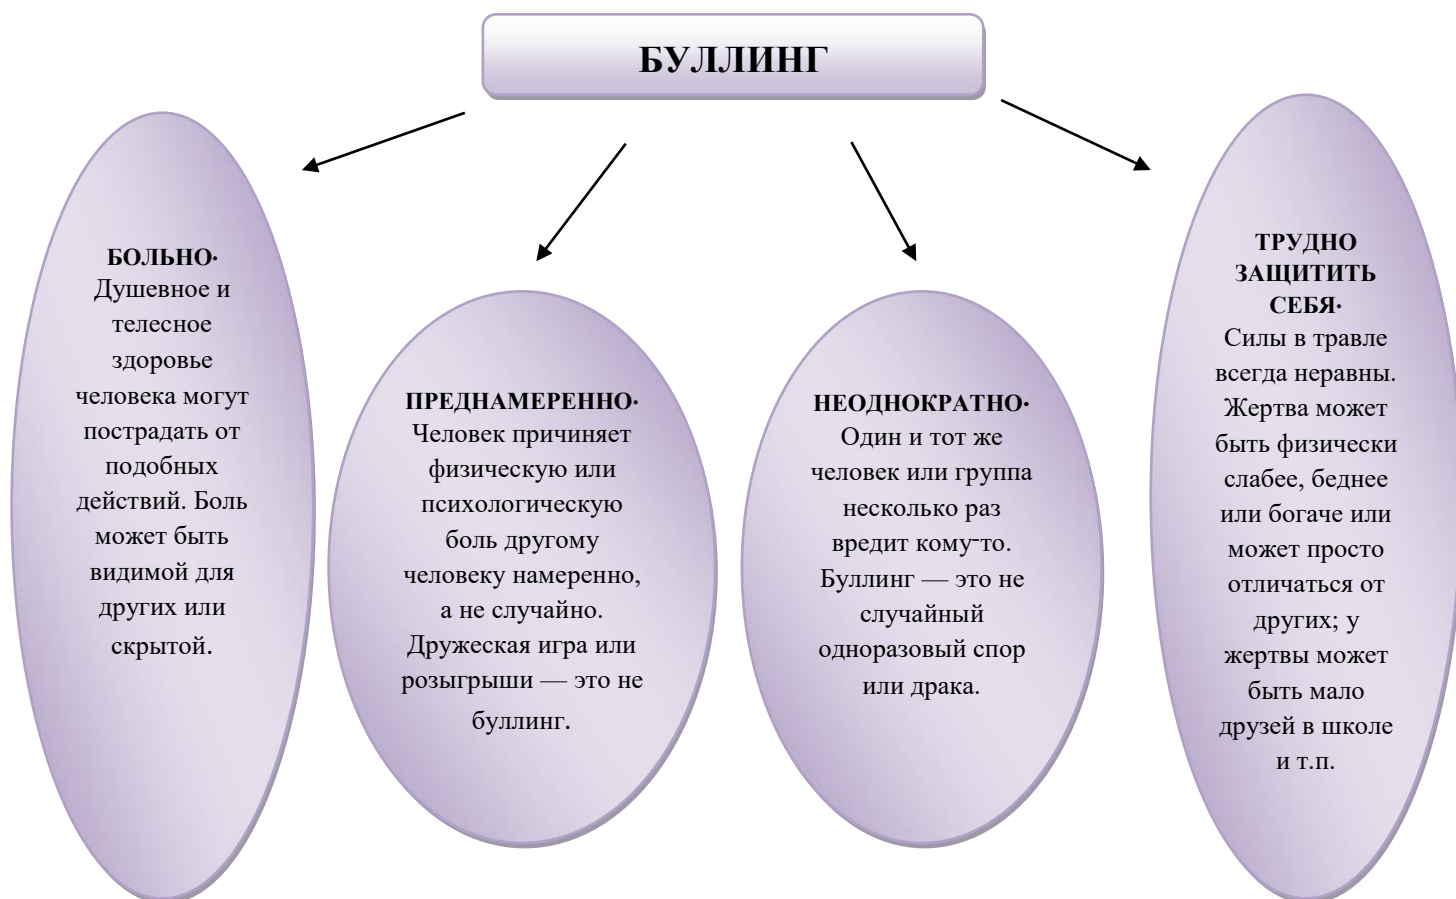 БУЛЛИНГ
БОЛЬНО·
Душевное и
телесное
здоровье
человека могут
пострадать от
подобных
действий. Боль
может быть
видимой для
других или
скрытой.
ПРЕДНАМЕРЕННО·
Человек причиняет
физическую или
психологическую
боль другому
человеку намеренно,
а не случайно.
Дружеская игра или
розыгрыши — это не
буллинг.
НЕОДНОКРАТНО·
Один и тот же
человек или группа
несколько раз
вредит кому-то.
Буллинг — это не
случайный
одноразовый спор
или драка.
ТРУДНО
ЗАЩИТИТЬ
СЕБЯ·
Силы в травле
всегда неравны.
Жертва может
быть физически
слабее, беднее
или богаче или
может просто
отличаться от
других; у
жертвы может
быть мало
друзей в школе
и т.п.